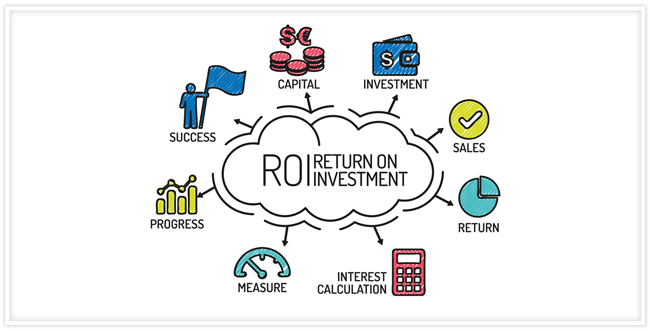 $€
CAPITAL
$
INVESTMENT
SUCCESS
SALES
ROI
RETURN ON
INVESTMENT
PROGRESS
RETURN
MEASURE
INTEREST
CALCULATION